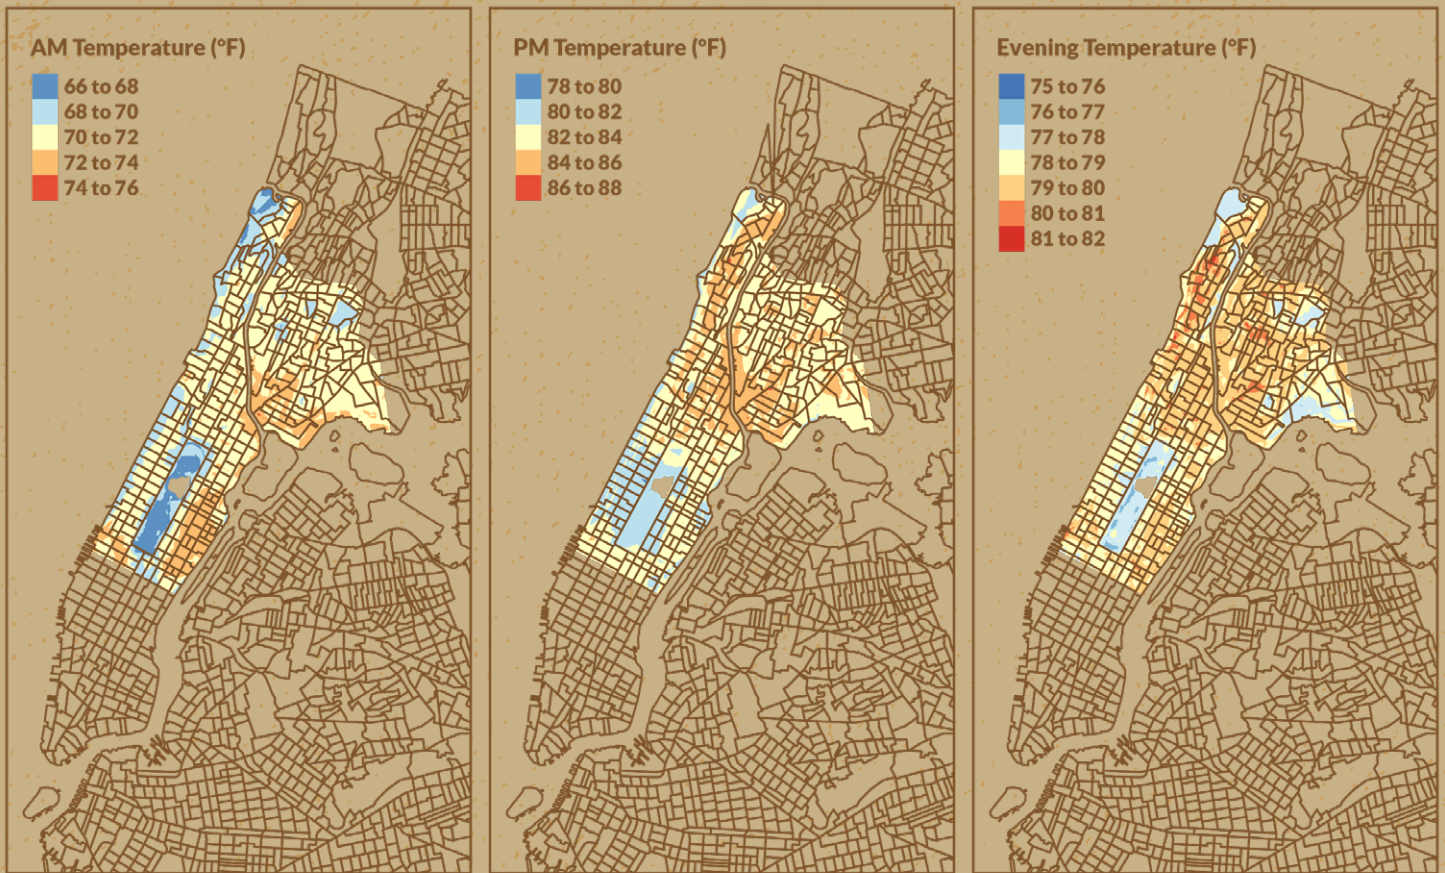 AM Temperature (°F)
66 to 68
68 to 70
70 to 72
72 to 74
74 to 76
PM Temperature (°F)
78 to 80
80 to 82
82 to 84
84 to 86
86 to 88
Evening Temperature (°F)
75 to 76
76 to 77
77 to 78
78 to 79
79 to 80
80 to 81
81 to 82